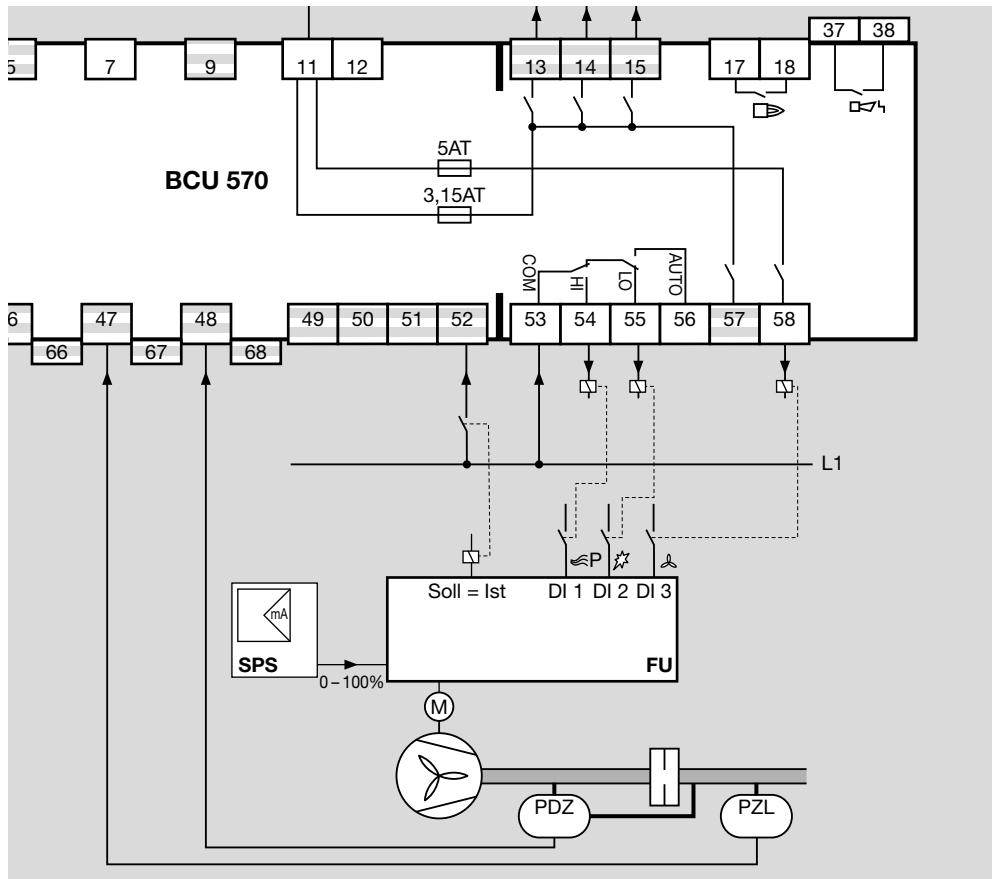 37 38
5 7 9 11 12 13 14 15 17 18
5AT
BCU 570
3,15AT
COM HI LO AUTO
6 47 48 49 50 51 52 53 54 55 56 57 58
66 67 68
L1
P
Soll = Ist DI 1 DI 2 DI 3
mA
SPS FU
0–100%
M
PDZ PZL